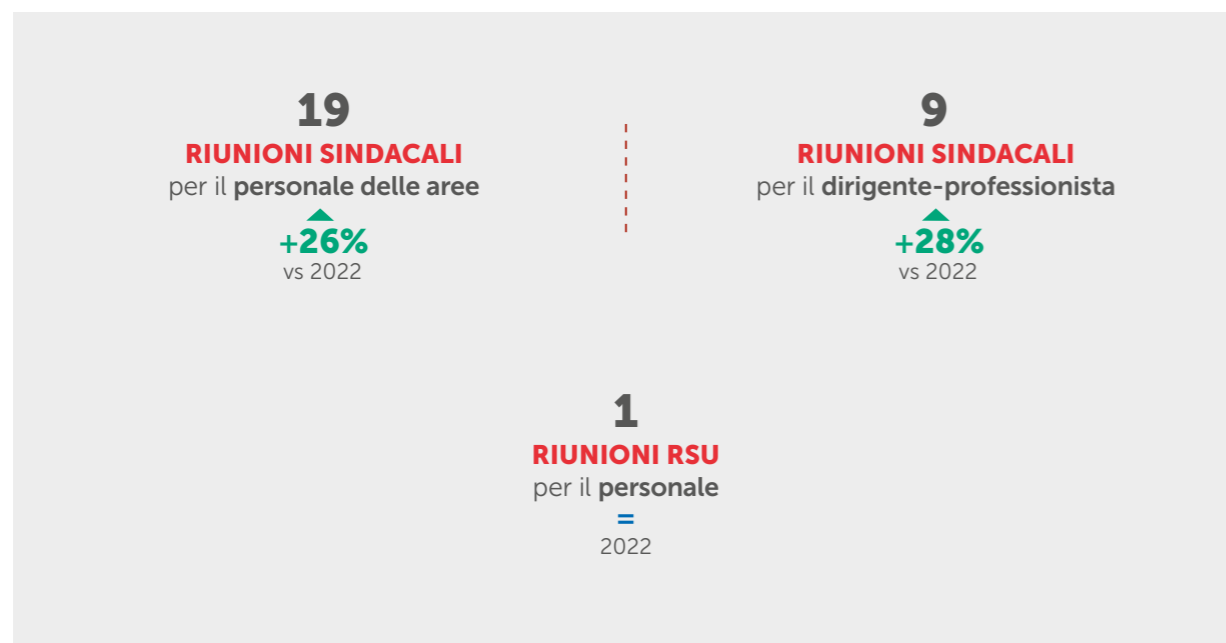 19
RIUNIONI SINDACALI
per il personale delle aree
+26%
vs 2022
9
RIUNIONI SINDACALI
per il dirigente-professionista
+28%
vs 2022
1
RIUNIONI RSU
per il personale
=
2022